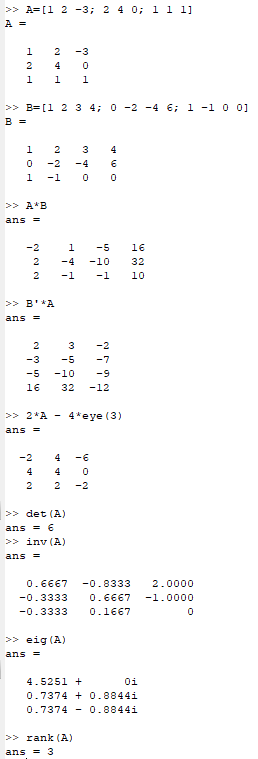 >> A=[1 2 -3; 2 4 0; 1 1 1]
A =
1 2 -3
2 4 0
1 1 1
>> B=[1 2 3 4; 0 -2 -4 6; 1 -1 0 0]
B =
1 2 3 4
0 -2 -4 6
1 -1 0 0
>> A*B
ans =
-2 1 -5 16
2 -4 -10 32
2 -1 -1 10
>> B'*A
ans =
2 3 -2
-3 -5 -7
-5 -10 -9
16 32 -12
>> 2*A - 4*eye(3)
ans =
-2 4 -6
4 4 0
2 2 -2
>> det(A)
ans = 6
>> inv(A)
ans =
0.6667 -0.8333 2.0000
-0.3333 0.6667 -1.0000
-0.3333 0.1667 0
>> eig(A)
ans =
4.5251 + 0i
0.7374 + 0.8844i
0.7374 - 0.8844i
>> rank(A)
ans = 3